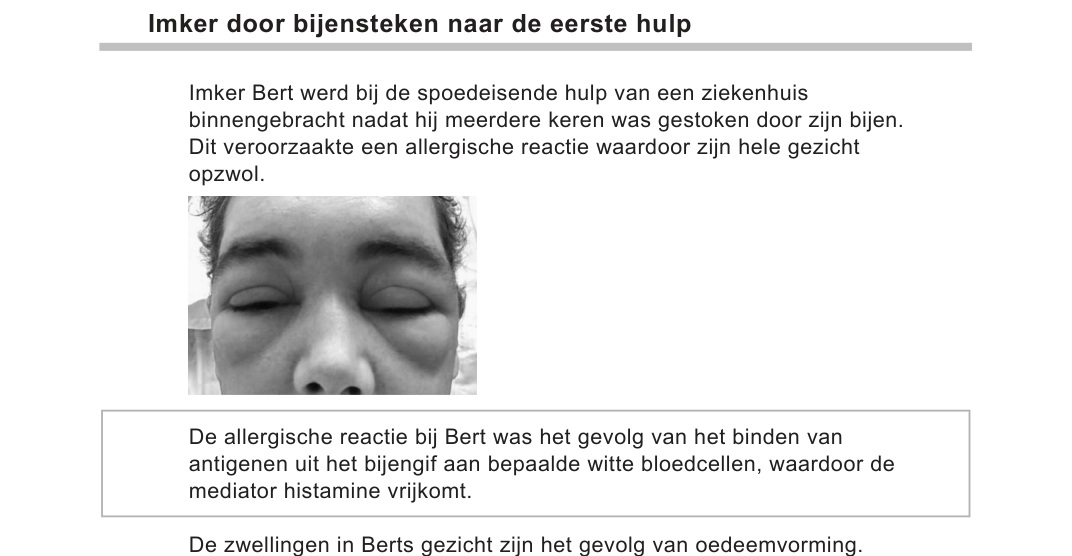 Imker door bijensteken naar de eerste hulp
Imker Bert werd bij de spoedeisende hulp van een ziekenhuis
binnengebracht nadat hij meerdere keren was gestoken door zijn bijen.
Dit veroorzaakte een allergische reactie waardoor zijn hele gezicht
opzwol.
De allergische reactie bij Bert was het gevolg van het binden van
antigenen uit het bijengif aan bepaalde witte bloedcellen, waardoor de
mediator histamine vrijkomt.
De zwellingen in Berts gezicht zijn het gevolg van oedeemvorming.